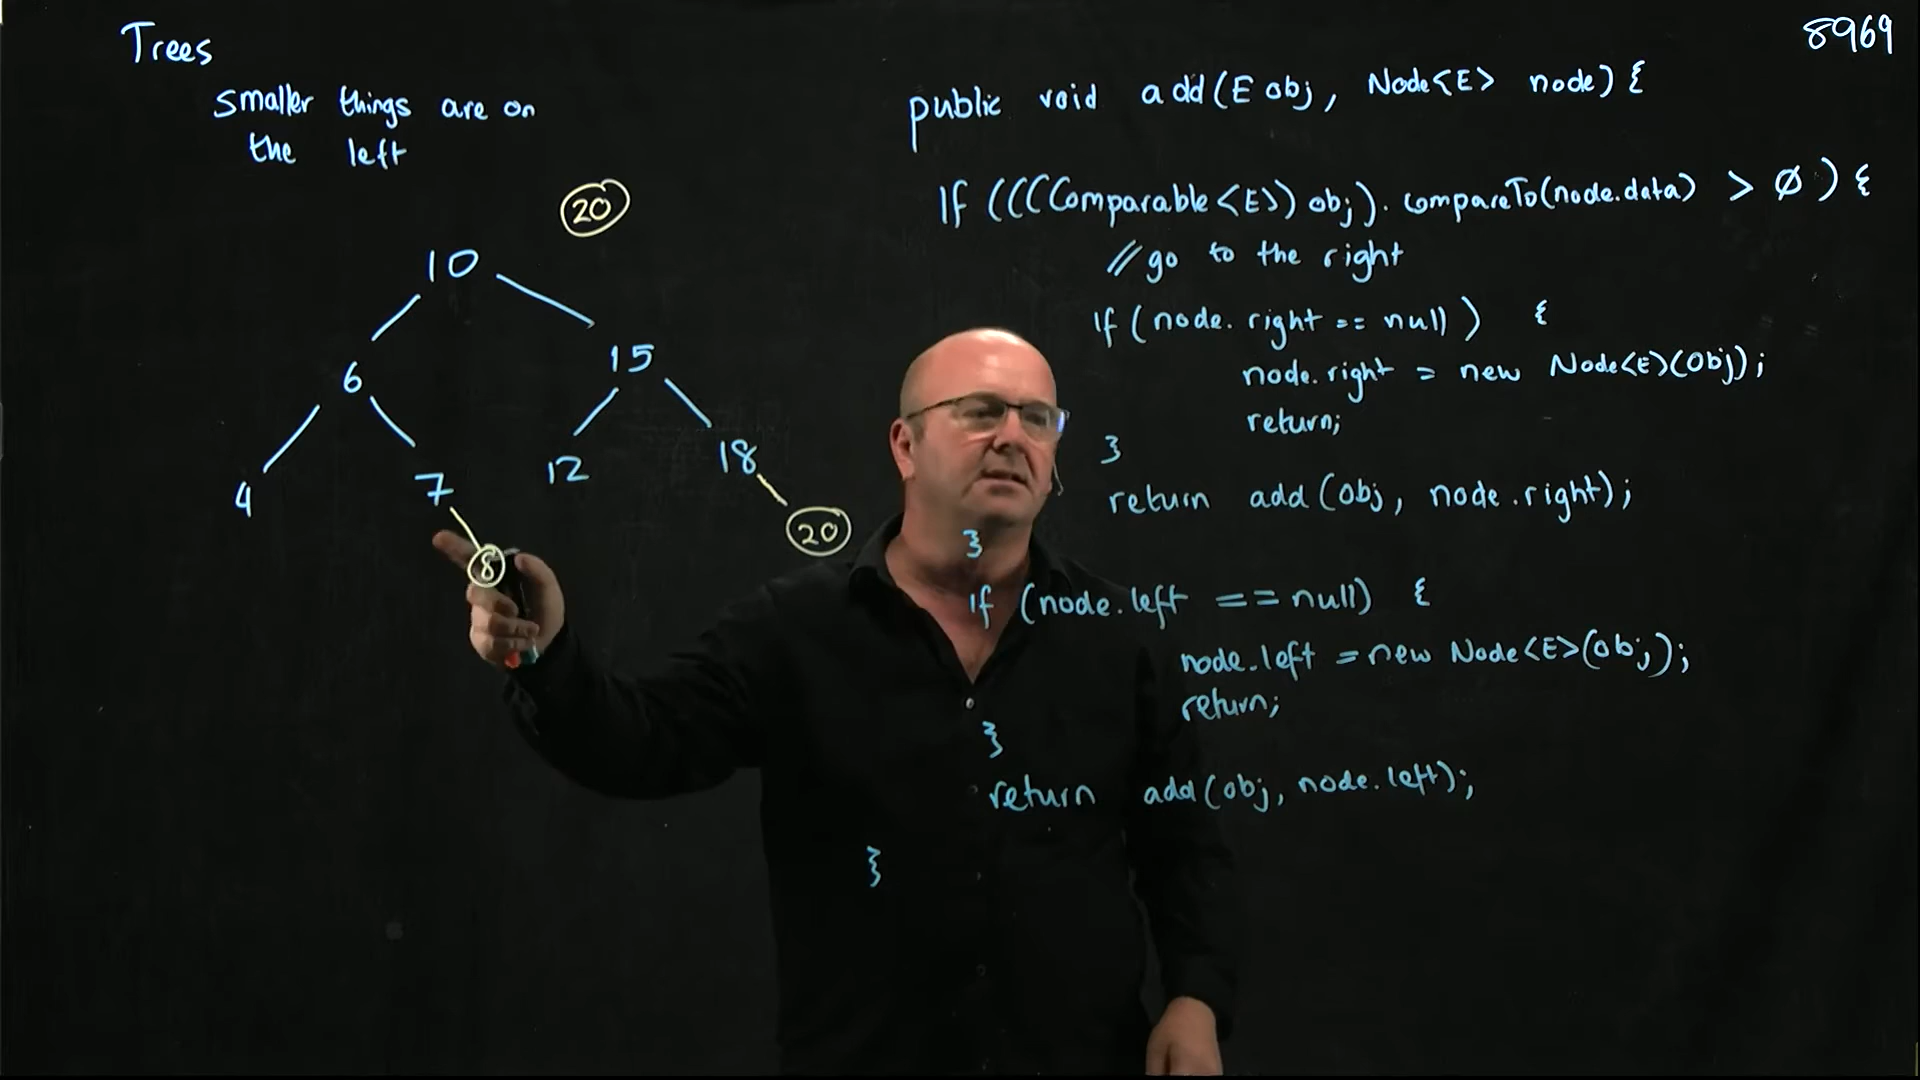 Trees
8969
smaller things are on
the left
20
10
6 15
4 7 12 18
8 20
public void add(E obj, Node<E> node) {
If (((Comparable<E>) obj). compareTo(node.data) > Ø ) {
// go to the right
If (node. right == null ) {
node.right = new Node<E>(obj);
return;
}
return add (obj, node.right);
}
if (node.left == null) {
node.left = new Node<E>(obj);
return;
}
return add (obj, node.left);
}